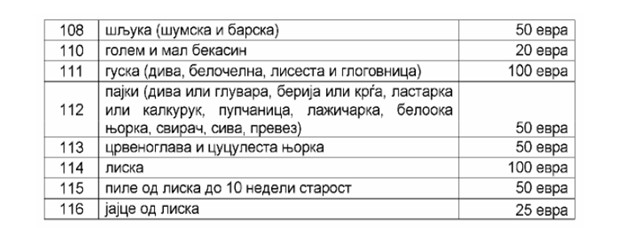 108 шљука (шумска и барска) 50 евра
110 голем и мал бекасин 20 евра
111 гуска (дива, белочелна, лисеста и глоговница) 100 евра
пајки (дива или глувара, берија или крѓа, ластарка
или калкурук, пупчаница, лажичарка, белоока
112 њорка, свирач, сива, превез) 50 евра
113 црвеноглава и цуцулеста њорка 50 евра
114 лиска 100 евра
115 пиле од лиска до 10 недели старост 50 евра
116 јајце од лиска 25 евра